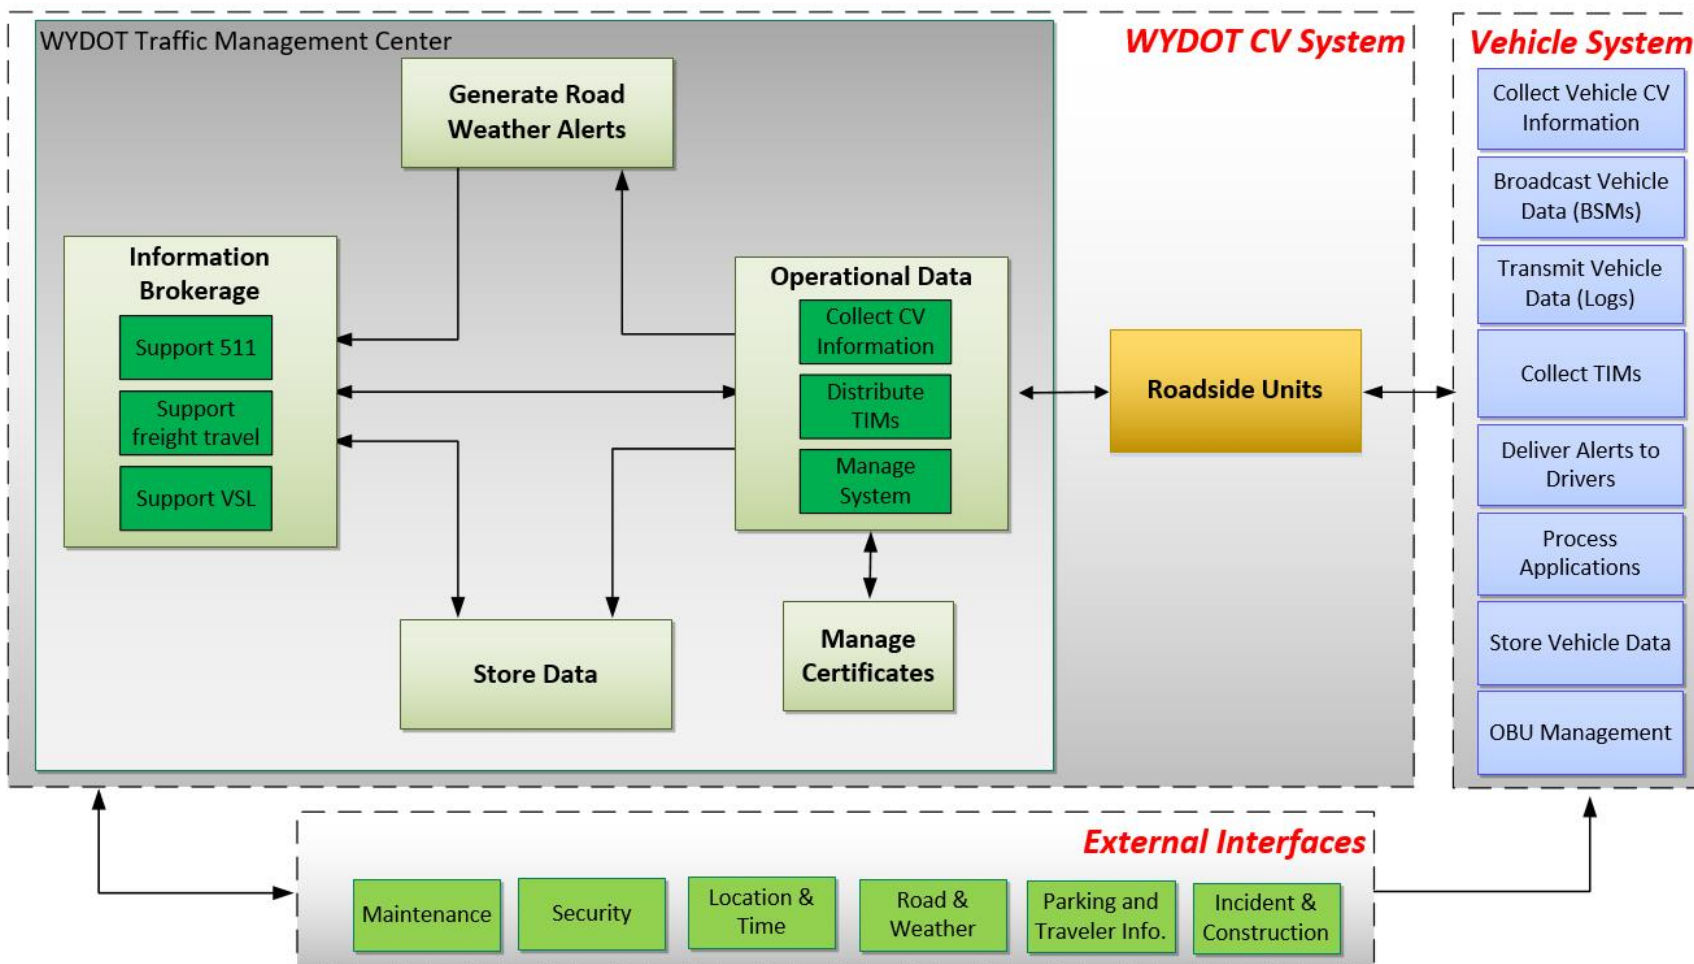 WYDOT Traffic Management Center
WYDOT CV System
Vehicle System
Generate Road
Weather Alerts
Information
Brokerage
Support 511
Support
freight travel
Support VSL
Operational Data
Collect CV
Information
Distribute
TIMs
Manage
System
Roadside Units
Store Data
Manage
Certificates
Collect Vehicle CV
Information
Broadcast Vehicle
Data (BSMs)
Transmit Vehicle
Data (Logs)
Collect TIMs
Deliver Alerts to
Drivers
Process
Applications
Store Vehicle Data
OBU Management
External Interfaces
Maintenance
Security
Location &
Time
Road &
Weather
Parking and
Traveler Info.
Incident &
Construction